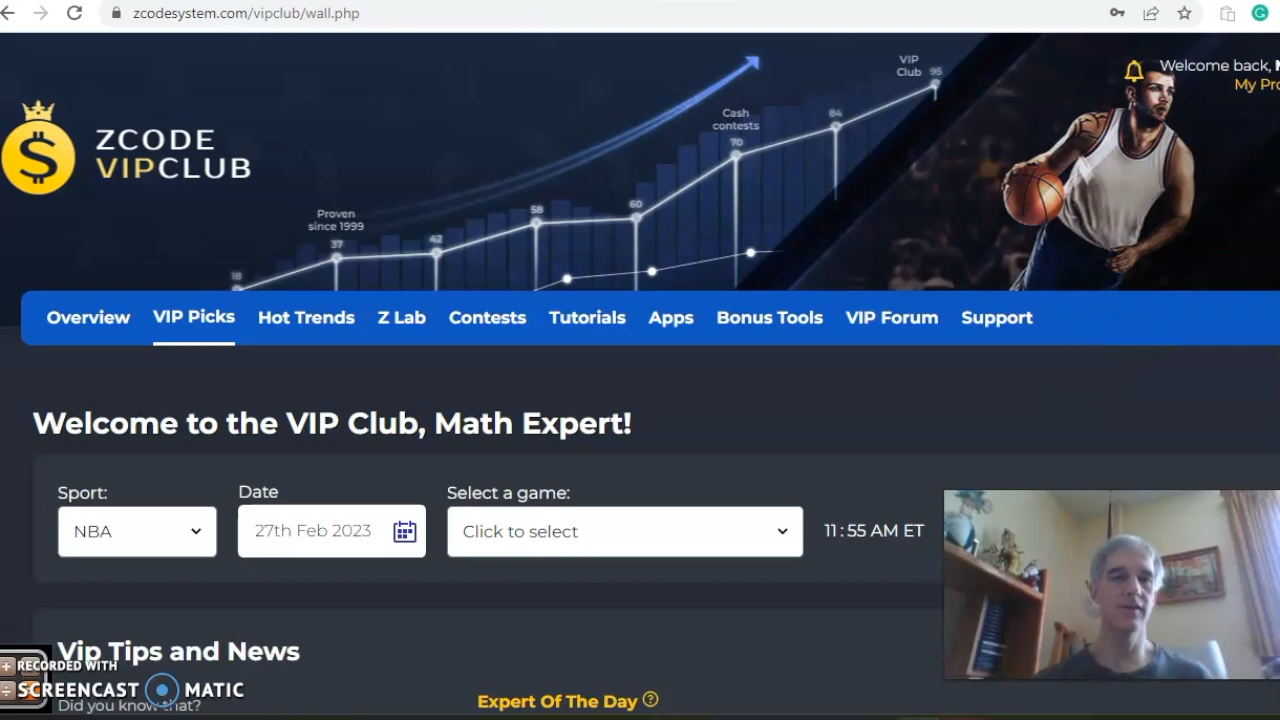 zcodesystem.com/vipclub/wall.php
VIP
Club 95
Welcome back,
My Pro
Cash
contests
84
70
ZCODE
VIPCLUB
Proven
since 1999
60
58
42
37
18
Overview VIP Picks Hot Trends Z Lab Contests Tutorials Apps Bonus Tools VIP Forum Support
Welcome to the VIP Club, Math Expert!
Sport: Date Select a game:
NBA 27th Feb 2023 Click to select 11:55 AM ET
Vip Tips and News
RECORDED WITH
SCREENCAST MATIC
Did you know that?
Expert Of The Day